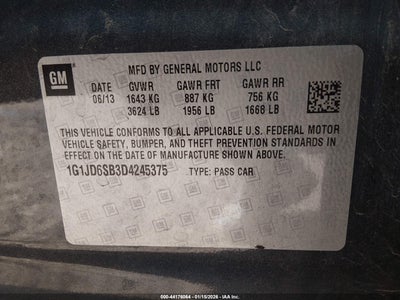 GM
MFD BY GENERAL MOTORS LLC
DATE GVWR GAWR FRT GAWR RR
06/13 1643 KG 887 KG 756 KG
3624 LB 1956 LB 1668 LB
THIS VEHICLE CONFORMS TO ALL APPLICABLE U.S. FEDERAL MOTOR
VEHICLE SAFETY, BUMPER, AND THEFT PREVENTION STANDARDS IN
EFFECT ON THE DATE OF MANUFACTURE SHOWN ABOVE.
1G1JD6SB3D4245375 TYPE: PASS CAR
000-44176064 - 01/15/2026 - IAA Inc.